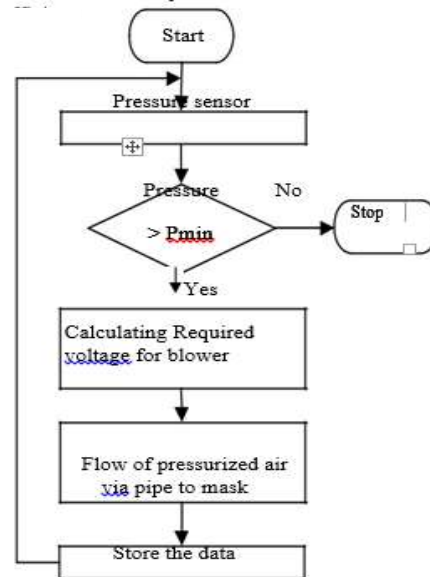 Start
Pressure sensor
Pressure
No
Stop
> Pmin
Yes
Calculating Required
voltage for blower
Flow of pressurized air
via pipe to mask
Store the data